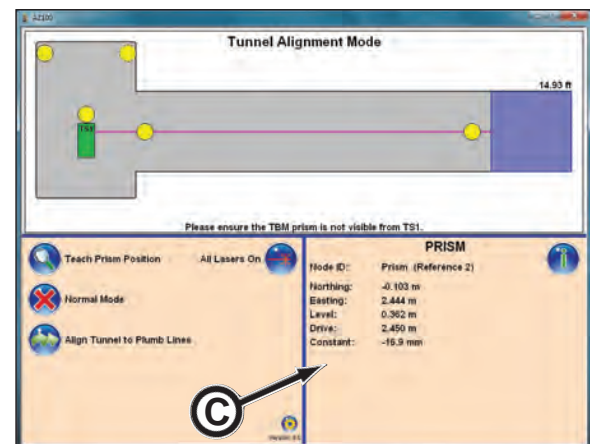 AZ100
Tunnel Alignment Mode
14.93 ft
TS1
Please ensure the TBM prism is not visible from TS1.
Teach Prism Position
All Lasers On
Normal Mode
Align Tunnel to Plumb Lines
PRISM
Node ID: Prism (Reference 2)
Northing: -0.103 m
Easting: 2.444 m
Level: 0.362 m
Drive: 2.450 m
Constant: -16.9 mm
C